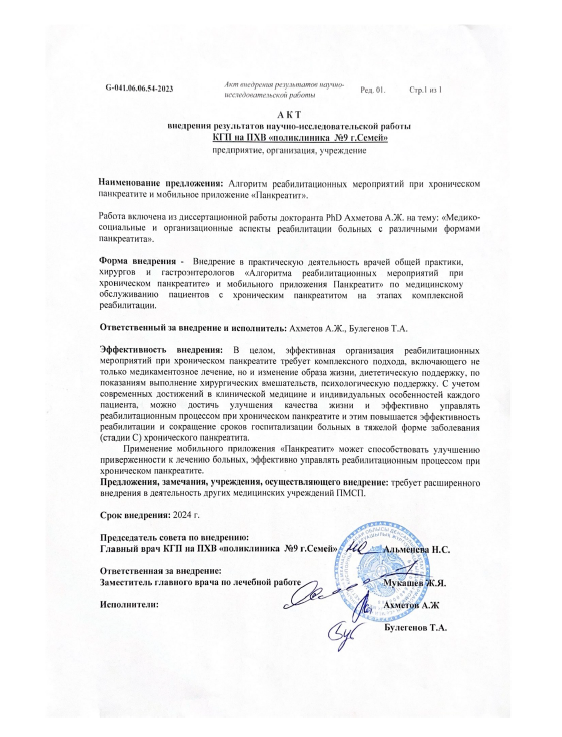 G-041.06.06.54-2023
Акт внедрения результатов научно-
исследовательской работы
Ред. 01.
Стр.1 из 1
А К Т
внедрения результатов научно-исследовательской работы
КГП на ПХВ «поликлиника №9 г.Семей»
предприятие, организация, учреждение
Наименование предложения: Алгоритм реабилитационных мероприятий при хроническом
панкреатите и мобильное приложение «Панкреатит».
Работа включена из диссертационной работы докторанта PhD Ахметова А.Ж. на тему: «Медико-
социальные и организационные аспекты реабилитации больных с различными формами
панкреатита».
Форма внедрения - Внедрение в практическую деятельность врачей общей практики,
хирургов и гастроэнтерологов «Алгоритма реабилитационных мероприятий при
хроническом панкреатите» и мобильного приложения Панкреатит» по медицинскому
обслуживанию пациентов с хроническим панкреатитом на этапах комплексной
реабилитации.
Ответственный за внедрение и исполнитель: Ахметов А.Ж., Булегенов Т.А.
Эффективность внедрения: В целом, эффективная организация реабилитационных
мероприятий при хроническом панкреатите требует комплексного подхода, включающего не
только медикаментозное лечение, но и изменение образа жизни, диететическую поддержку, по
показаниям выполнение хирургических вмешательств, психологическую поддержку. С учетом
современных достижений в клинической медицине и индивидуальных особенностей каждого
пациента, можно достичь улучшения качества жизни и эффективно управлять
реабилитационным процессом при хроническом панкреатите и этим повышается эффективность
реабилитации и сокращение сроков госпитализации больных в тяжелой форме заболевания
(стадии С) хронического панкреатита.
Применение мобильного приложения «Панкреатит» может способствовать улучшению
приверженности к лечению больных, эффективно управлять реабилитационным процессом при
хроническом панкреатите.
Предложения, замечания, учреждения, осуществляющего внедрение: требует расширенного
внедрения в деятельность других медицинских учреждений ПМСП.
Срок внедрения: 2024 г.
Председатель совета по внедрению:
Главный врач КГП на ПХВ «поликлиника №9 г.Семей» Альменева Н.С.
Ответственная за внедрение:
Заместитель главного врача по лечебной работе Мукашев Ж.Я.
Исполнители: Ахметов А.Ж
Булегенов Т.А.